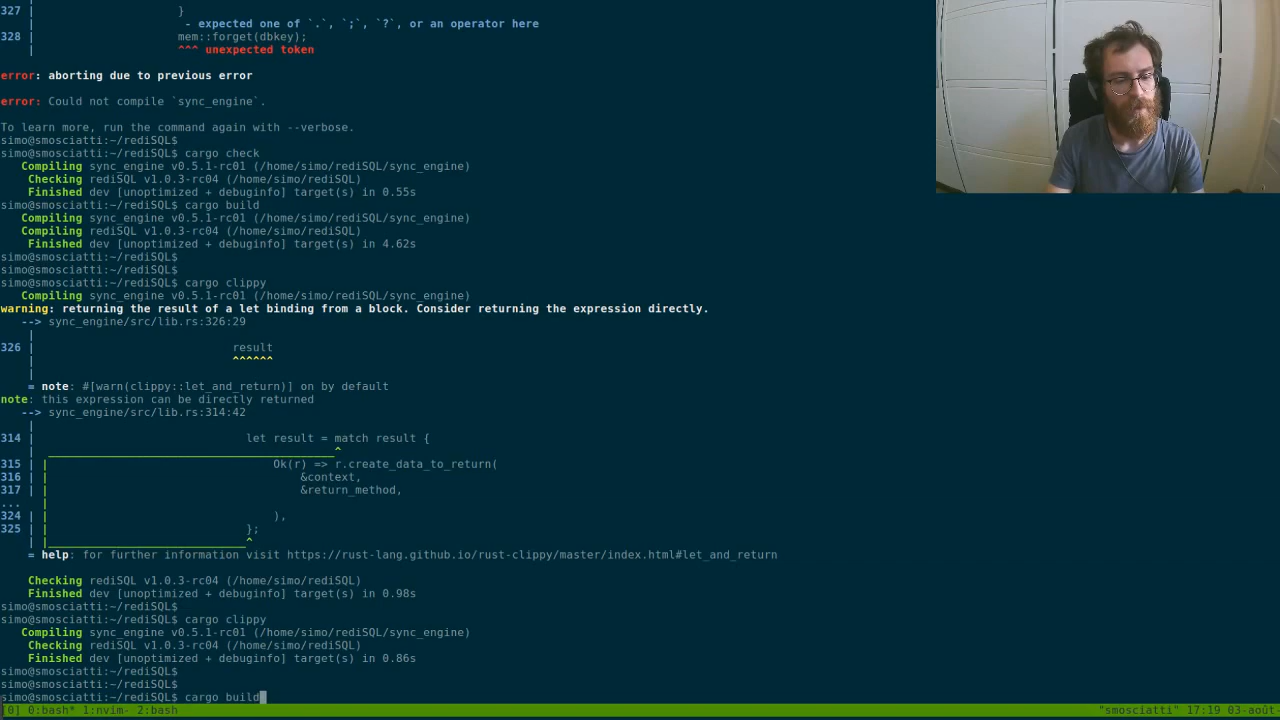 327 | }
| - expected one of `.`, `;`, `?`, or an operator here
328 | mem::forget(dbkey);
| ^^^ unexpected token
error: aborting due to previous error
error: Could not compile `sync_engine`.
To learn more, run the command again with --verbose.
simo@smosciatti:~/rediSQL$
simo@smosciatti:~/rediSQL$ cargo check
Compiling sync_engine v0.5.1-rc01 (/home/simo/rediSQL/sync_engine)
Checking rediSQL v1.0.3-rc04 (/home/simo/rediSQL)
Finished dev [unoptimized + debuginfo] target(s) in 0.55s
simo@smosciatti:~/rediSQL$ cargo build
Compiling sync_engine v0.5.1-rc01 (/home/simo/rediSQL/sync_engine)
Compiling rediSQL v1.0.3-rc04 (/home/simo/rediSQL)
Finished dev [unoptimized + debuginfo] target(s) in 4.62s
simo@smosciatti:~/rediSQL$
simo@smosciatti:~/rediSQL$
simo@smosciatti:~/rediSQL$ cargo clippy
Compiling sync_engine v0.5.1-rc01 (/home/simo/rediSQL/sync_engine)
warning: returning the result of a let binding from a block. Consider returning the expression directly.
--> sync_engine/src/lib.rs:326:29
|
326 | result
| ^^^^^^
|
= note: #[warn(clippy::let_and_return)] on by default
note: this expression can be directly returned
--> sync_engine/src/lib.rs:314:42
|
314 | let result = match result {
| ___________________________________________^
315 | | Ok(r) => r.create_data_to_return(
316 | | &context,
317 | | &return_method,
... |
324 | | ),
325 | | };
| |______________________________^
= help: for further information visit https://rust-lang.github.io/rust-clippy/master/index.html#let_and_return
Checking rediSQL v1.0.3-rc04 (/home/simo/rediSQL)
Finished dev [unoptimized + debuginfo] target(s) in 0.98s
simo@smosciatti:~/rediSQL$
simo@smosciatti:~/rediSQL$ cargo clippy
Compiling sync_engine v0.5.1-rc01 (/home/simo/rediSQL/sync_engine)
Checking rediSQL v1.0.3-rc04 (/home/simo/rediSQL)
Finished dev [unoptimized + debuginfo] target(s) in 0.86s
simo@smosciatti:~/rediSQL$
simo@smosciatti:~/rediSQL$
simo@smosciatti:~/rediSQL$ cargo build
[0] 0:bash* 1:nvim- 2:bash "smosciatti" 17:19 03-août-